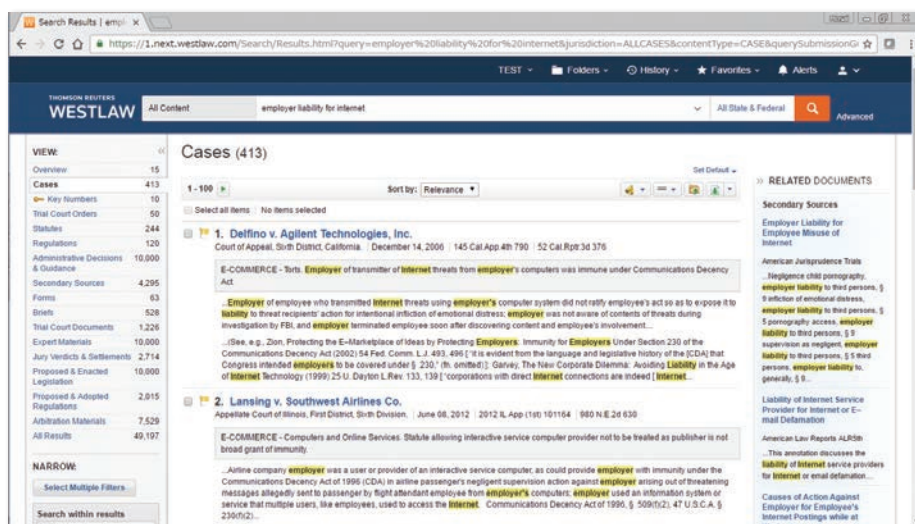 Search Results | empl
https://1.next.westlaw.com/Search/Results.html?query=employer%20liability%20for%20internet&jurisdiction=ALLCASES&contentType=CASE&querySubmissionG
TEST Folders History Favorites Alerts
THOMSON REUTERS
WESTLAW
All Content employer liability for internet All State & Federal
Advanced
VIEW:
Overview 15
Cases 413
Key Numbers 10
Trial Court Orders 50
Statutes 244
Regulations 120
Administrative Decisions & Guidance 10,000
Secondary Sources 4,295
Forms 63
Briefs 528
Trial Court Documents 1,226
Expert Materials 10,000
Jury Verdicts & Settlements 2,714
Proposed & Enacted Legislation 10,000
Proposed & Adopted Regulations 2,015
Arbitration Materials 7,529
All Results 49,197
NARROW:
Select Multiple Filters
Search within results
Cases (413)
Set Default
1 - 100 Sort by: Relevance
Select all items No items selected
1. Delfino v. Agilent Technologies, Inc.
Court of Appeal, Sixth District, California. December 14, 2006 145 Cal.App.4th 790 52 Cal.Rptr.3d 376
E-COMMERCE - Torts. Employer of transmitter of Internet threats from employer's computers was immune under Communications Decency
Act
...Employer of employee who transmitted Internet threats using employer's computer system did not ratify employee's act so as to expose it to
liability to threat recipients' action for intentional infliction of emotional distress; employer was not aware of contents of threats during
investigation by FBI, and employer terminated employee soon after discovering content and employee's involvement....
...(See, e.g., Zion, Protecting the E–Marketplace of Ideas by Protecting Employers: Immunity for Employers Under Section 230 of the
Communications Decency Act (2002) 54 Fed. Comm. L.J. 493, 496 [“it is evident from the language and legislative history of the [CDA] that
Congress intended employers to be covered under § 230,” (fn. omitted)]; Garvey, The New Corporate Dilemma: Avoiding Liability in the Age
of Internet Technology (1999) 25 U. Dayton L.Rev. 133, 139 [“corporations with direct Internet connections are indeed [ Internet...
2. Lansing v. Southwest Airlines Co.
Appellate Court of Illinois, First District, Sixth Division. June 08, 2012 2012 IL App (1st) 101164 980 N.E.2d 630
E-COMMERCE - Computers and Online Services. Statute allowing interactive service computer provider not to be treated as publisher is not
broad grant of immunity.
...Airline company employer was a user or provider of an interactive service computer, as could provide employer with immunity under the
Communications Decency Act of 1996 (CDA) in airline passenger's negligent supervision action against employer arising out of threatening
messages allegedly sent to passenger by flight attendant employee from employer's computers; employer used an information system or
service that multiple users, like employees, used to access the Internet. Communications Decency Act of 1996, § 509(f)(2), 47 U.S.C.A. §
230(f)(2)...
RELATED DOCUMENTS
Secondary Sources
Employer Liability for
Employee Misuse of
Internet
American Jurisprudence Trials
...Negligence child pornography,
employer liability to third persons, §
9 infliction of emotional distress,
employer liability to third persons, §
5 pornography access, employer
liability to third persons, § 9
supervision as negligent, employer
liability to third persons, § 5 third
persons, employer liability to,
generally, § 9...
Liability of Internet Service
Provider for Internet or E–
mail Defamation
American Law Reports ALR5th
...This annotation discusses the
liability of Internet service providers
for Internet or email defamation....
Causes of Action Against
Employer for Employee's
Internet Postings while at